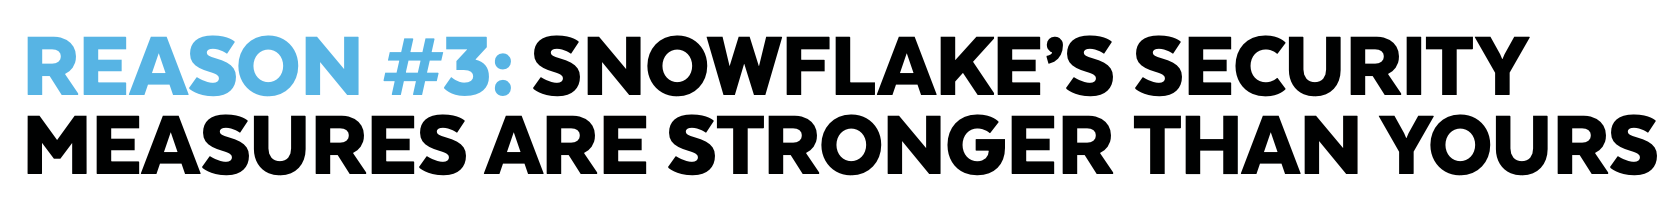 REASON #3: SNOWFLAKE’S SECURITY
MEASURES ARE STRONGER THAN YOURS